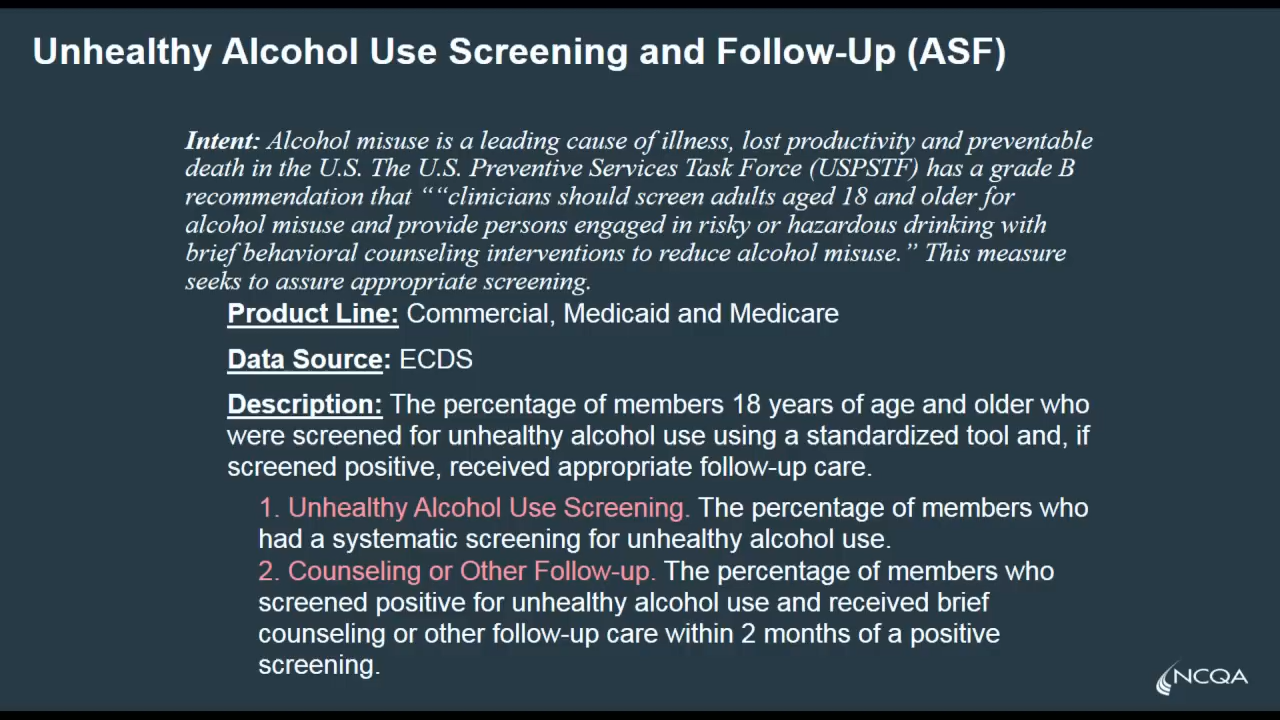 Unhealthy Alcohol Use Screening and Follow-Up (ASF)
Intent: Alcohol misuse is a leading cause of illness, lost productivity and preventable
death in the U.S. The U.S. Preventive Services Task Force (USPSTF) has a grade B
recommendation that ““clinicians should screen adults aged 18 and older for
alcohol misuse and provide persons engaged in risky or hazardous drinking with
brief behavioral counseling interventions to reduce alcohol misuse.” This measure
seeks to assure appropriate screening.
Product Line: Commercial, Medicaid and Medicare
Data Source: ECDS
Description: The percentage of members 18 years of age and older who
were screened for unhealthy alcohol use using a standardized tool and, if
screened positive, received appropriate follow-up care.
1. Unhealthy Alcohol Use Screening. The percentage of members who
had a systematic screening for unhealthy alcohol use.
2. Counseling or Other Follow-up. The percentage of members who
screened positive for unhealthy alcohol use and received brief
counseling or other follow-up care within 2 months of a positive
screening.
NCQA